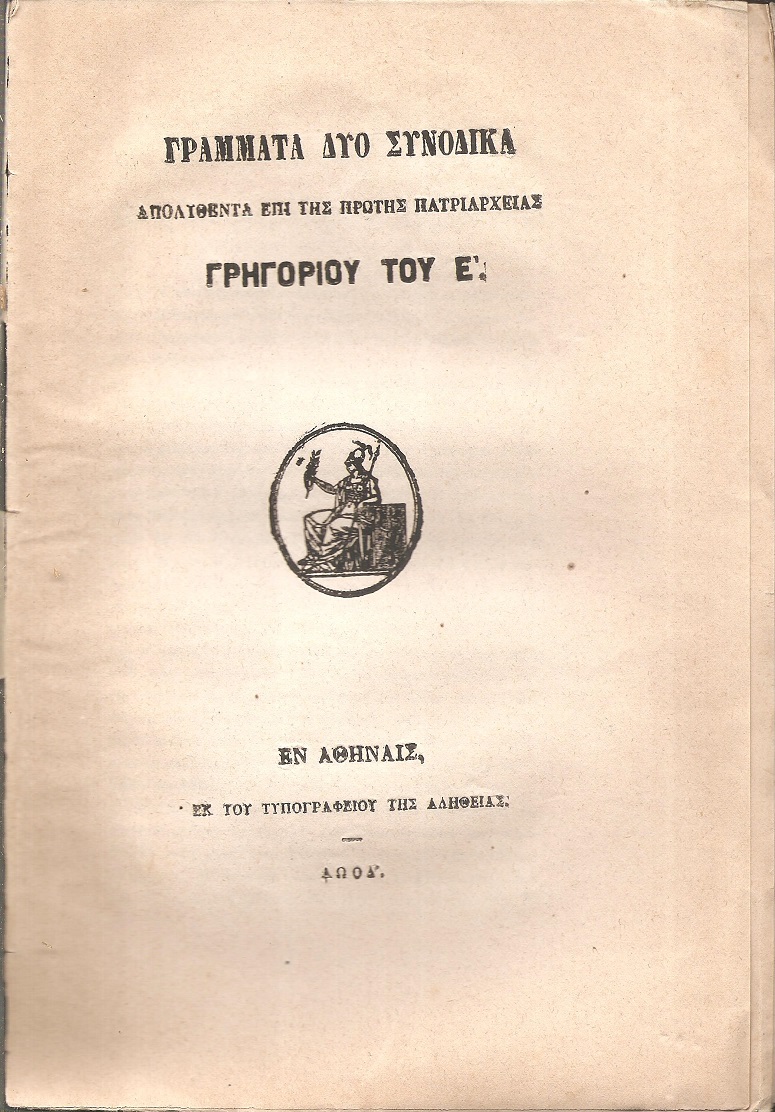 ΓΡΑΜΜΑΤΑ ΔΥΟ ΣΥΝΟΔΙΚΑ
ΑΠΟΛΥΘΕΝΤΑ ΕΠΙ ΤΗΣ ΠΡΩΤΗΣ ΠΑΤΡΙΑΡΧΕΙΑΣ
ΓΡΗΓΟΡΙΟΥ ΤΟΥ Ε'.
ΕΝ ΑΘΗΝΑΙΣ,
ΕΚ ΤΟΥ ΤΥΠΟΓΡΑΦΕΙΟΥ ΤΗΣ ΑΛΗΘΕΙΑΣ.
ΑΩΟΔ'.